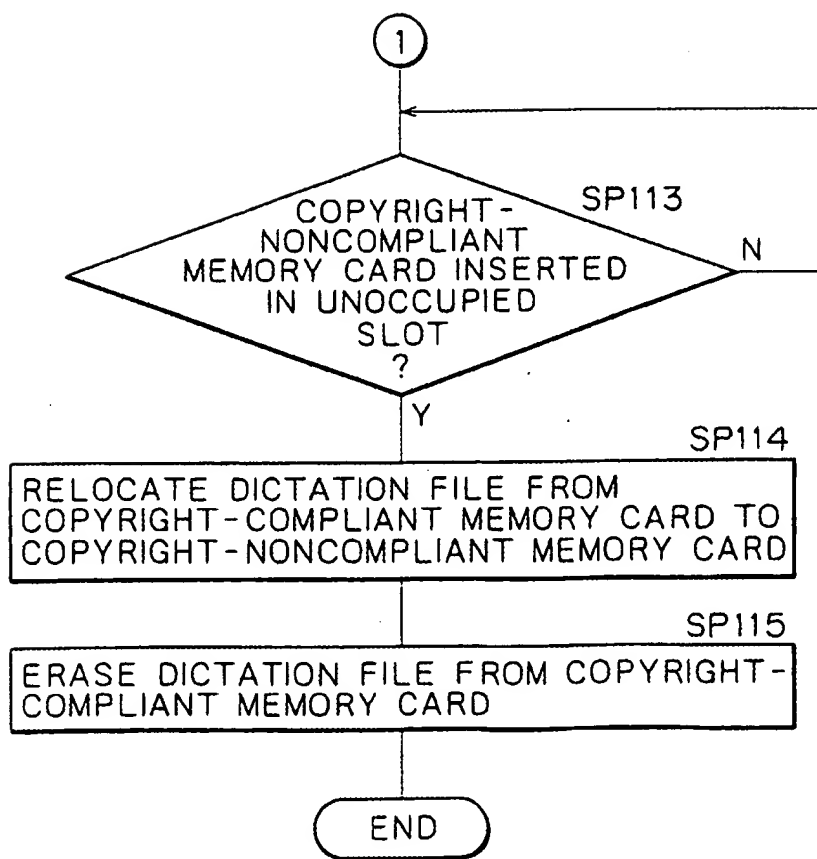 1
SP113
COPYRIGHT-
NONCOMPLIANT
MEMORY CARD INSERTED
IN UNOCCUPIED
SLOT
?
N
Y
SP114
RELOCATE DICTATION FILE FROM
COPYRIGHT-COMPLIANT MEMORY CARD TO
COPYRIGHT-NONCOMPLIANT MEMORY CARD
SP115
ERASE DICTATION FILE FROM COPYRIGHT-
COMPLIANT MEMORY CARD
END